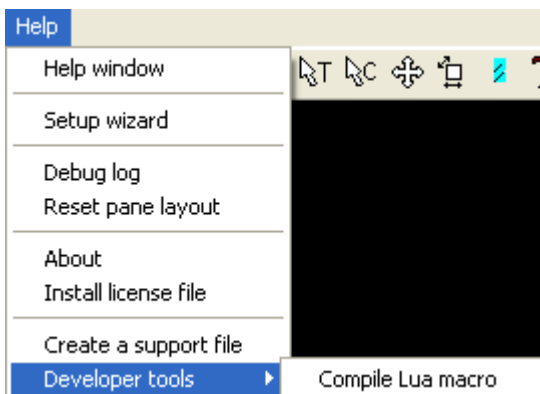 Help
Help window
T C
Setup wizard
Debug log
Reset pane layout
About
Install license file
Create a support file
Developer tools
Compile Lua macro